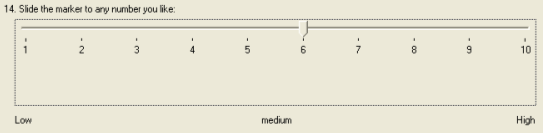 14. Slide the marker to any number you like:
1 2 3 4 5 6 7 8 9 10
Low medium High